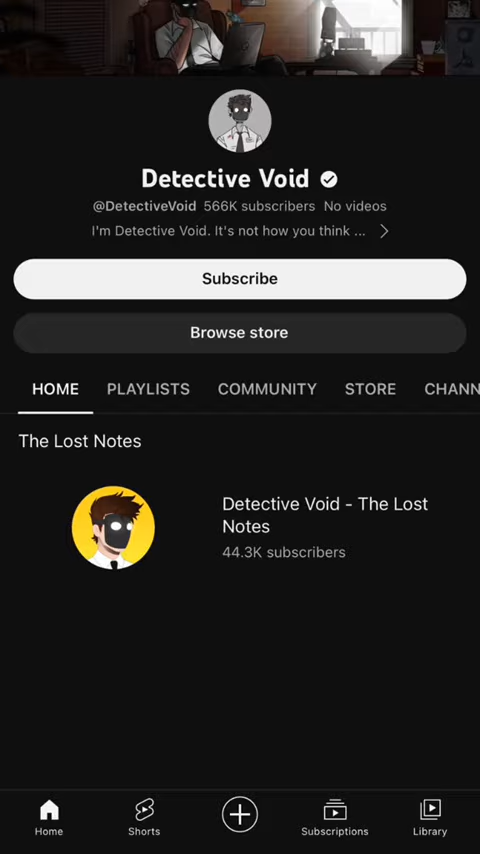 Detective Void
@DetectiveVoid 566K subscribers No videos
I'm Detective Void. It's not how you think ...
Subscribe
Browse store
HOME PLAYLISTS COMMUNITY STORE CHANN
The Lost Notes
Detective Void - The Lost
Notes
44.3K subscribers
Home Shorts Subscriptions Library